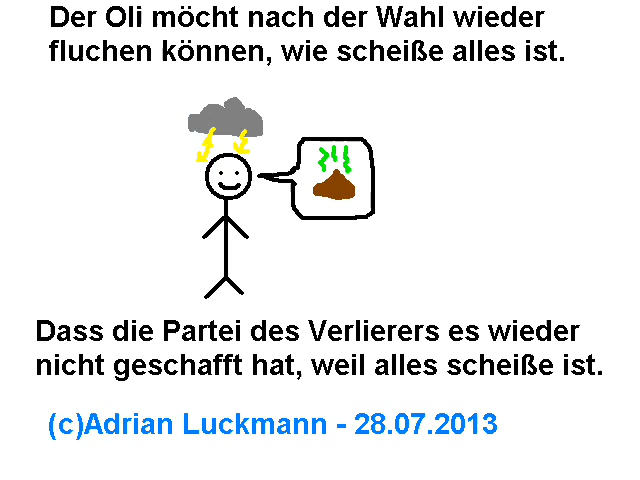 Der Oli möcht nach der Wahl wieder
fluchen können, wie scheiße alles ist.
Dass die Partei des Verlierers es wieder
nicht geschafft hat, weil alles scheiße ist.
(c)Adrian Luckmann - 28.07.2013